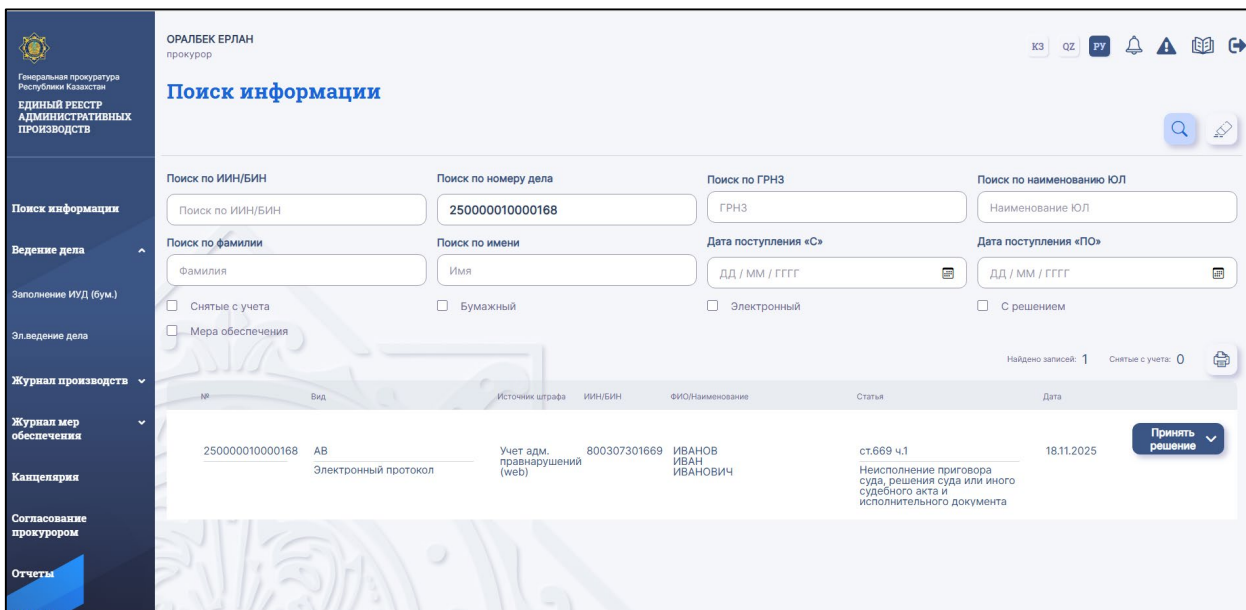 Генеральная прокуратура
Республики Казахстан
ЕДИНЫЙ РЕЕСТР
АДМИНИСТРАТИВНЫХ
ПРОИЗВОДСТВ
Поиск информации
Ведение дела
Заполнение ИУД (бум.)
Эл.ведение дела
Журнал производств
Журнал мер
обеспечения
Канцелярия
Согласование
прокурором
Отчеты
ОРАЛБЕК ЕРЛАН
прокурор
КЗ QZ РУ
Поиск информации
Поиск по ИИН/БИН Поиск по номеру дела Поиск по ГРНЗ Поиск по наименованию ЮЛ
Поиск по ИИН/БИН 250000010000168 ГРНЗ Наименование ЮЛ
Поиск по фамилии Поиск по имени Дата поступления «С» Дата поступления «ПО»
Фамилия Имя ДД / ММ / ГГГГ ДД / ММ / ГГГГ
Снятые с учета Бумажный Электронный С решением
Мера обеспечения
Найдено записей: 1 Снятые с учета: 0
№ Вид Источник штрафа ИИН/БИН ФИО/Наименование Статья Дата
250000010000168 АВ Учет адм. 800307301669 ИВАНОВ ст.669 ч.1 18.11.2025 Принять
Электронный протокол правнарушений ИВАН Неисполнение приговора решение
(web) ИВАНОВИЧ суда, решения суда или иного
судебного акта и
исполнительного документа